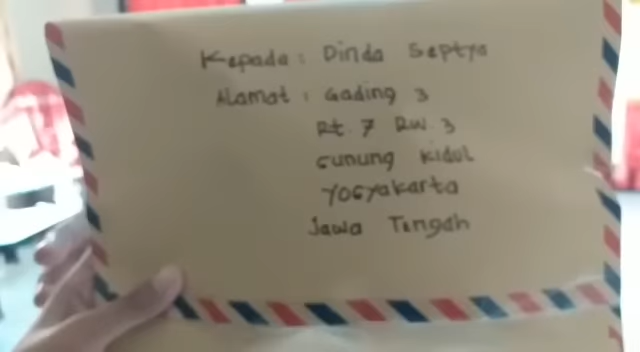 Kepada : Dinda Septya
Alamat : Gading 3
Rt. 7 RW. 3
Gunung Kidul
Yogyakarta
Jawa Tengah